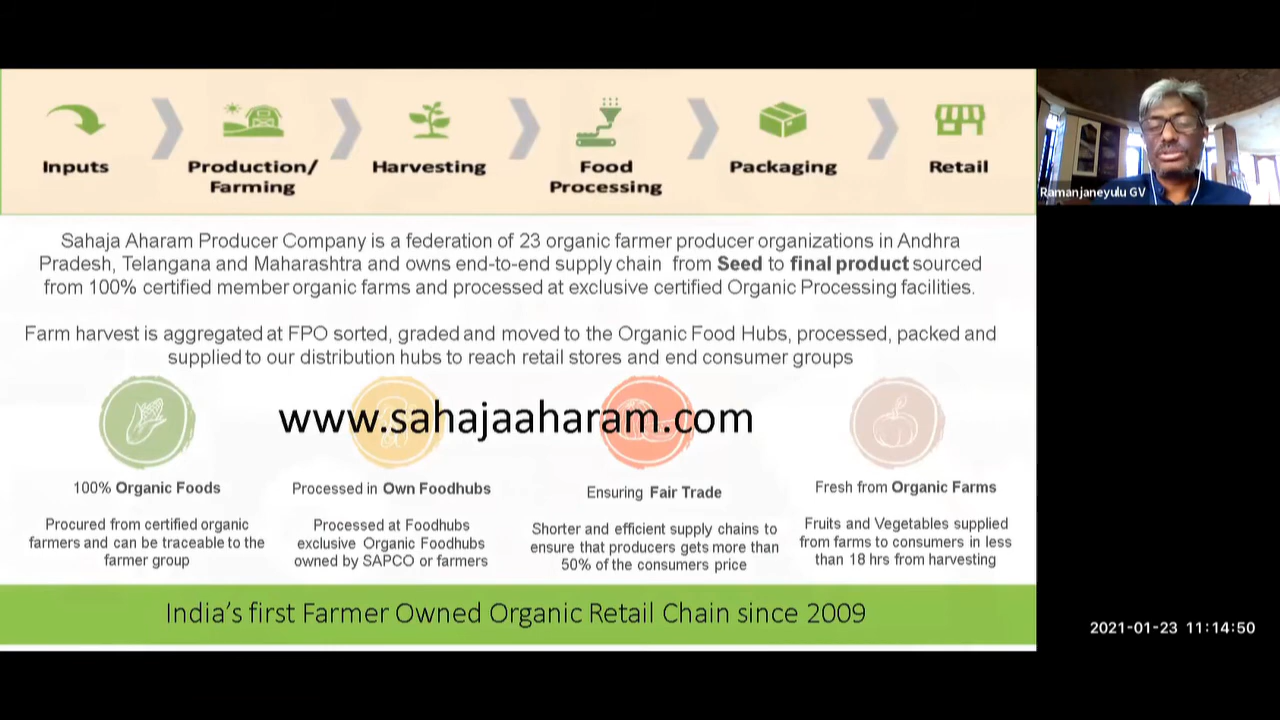 Inputs
Production/
Farming
Harvesting
Food
Processing
Packaging
Retail
Ramanjaneyulu GV
Sahaja Aharam Producer Company is a federation of 23 organic farmer producer organizations in Andhra
Pradesh, Telangana and Maharashtra and owns end-to-end supply chain from Seed to final product sourced
from 100% certified member organic farms and processed at exclusive certified Organic Processing facilities.
Farm harvest is aggregated at FPO sorted, graded and moved to the Organic Food Hubs, processed, packed and
supplied to our distribution hubs to reach retail stores and end consumer groups
www.sahajaaharam.com
100% Organic Foods
Procured from certified organic
farmers and can be traceable to the
farmer group
Processed in Own Foodhubs
Processed at Foodhubs
exclusive Organic Foodhubs
owned by SAPCO or farmers
Ensuring Fair Trade
Shorter and efficient supply chains to
ensure that producers gets more than
50% of the consumers price
Fresh from Organic Farms
Fruits and Vegetables supplied
from farms to consumers in less
than 18 hrs from harvesting
India's first Farmer Owned Organic Retail Chain since 2009
2021-01-23 11:14:50